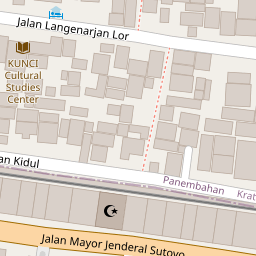 Jalan Langenarjan Lor
KUNCI
Cultural
Studies
Center
an Kidul
Panembahan
Krat
Jalan Mayor Jenderal Sutoyo